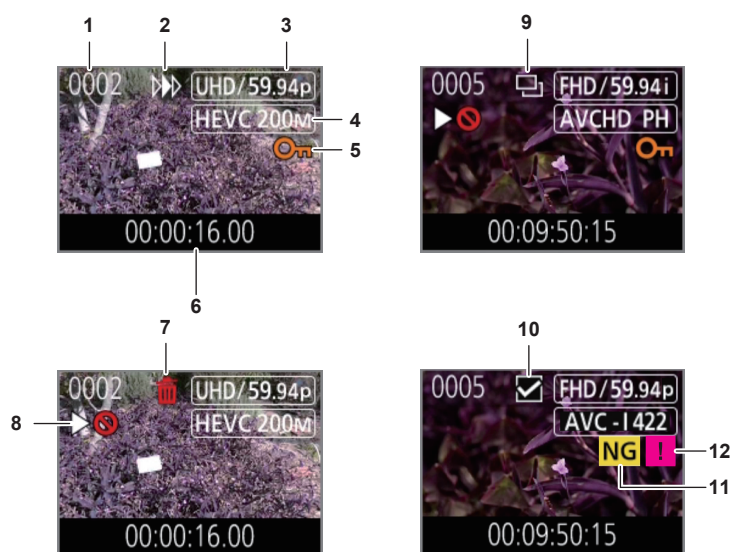 1 2 3
0002 UHD/59.94p
HEVC 200M 4
5
00:00:16.00
6
9
0005 FHD/59.94i
AVCHD PH
00:09:50:15
7
0002 UHD/59.94p
8 HEVC 200M
00:00:16.00
10
0005 FHD/59.94p
AVC-I 422
NG ! 12
11
00:09:50:15